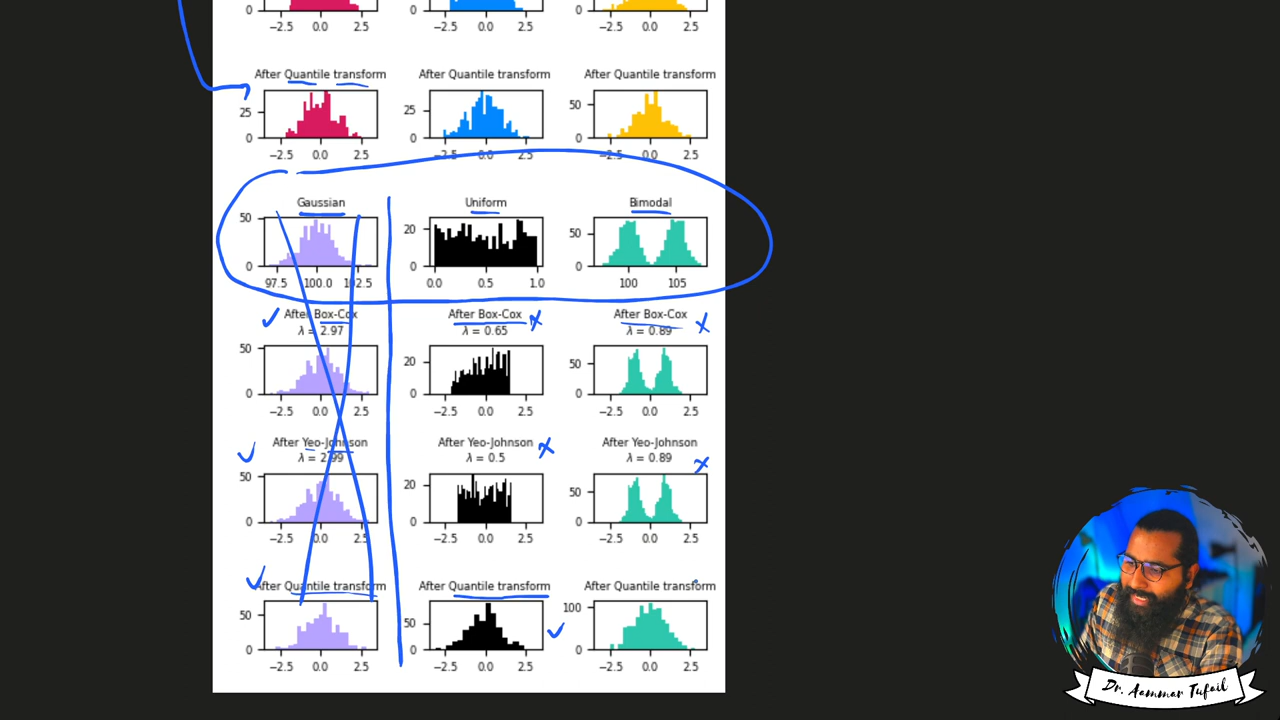 0 0 0
−2.5 0.0 2.5 −2.5 0.0 2.5 −2.5 0.0 2.5
After Quantile transform After Quantile transform After Quantile transform
25 25 50
0 0 0
−2.5 0.0 2.5 −2.5 0.0 2.5 −2.5 0.0 2.5
Gaussian Uniform Bimodal
50 20 50
0 0 0
97.5 100.0 102.5 0.0 0.5 1.0 100 105
After Box-Cox After Box-Cox After Box-Cox
λ = 2.97 λ = 0.65 λ = 0.89
50 20 50
0 0 0
−2.5 0.0 2.5 −2.5 0.0 2.5 −2.5 0.0 2.5
After Yeo-Johnson After Yeo-Johnson After Yeo-Johnson
λ = 2.99 λ = 0.5 λ = 0.89
50 20 50
0 0 0
−2.5 0.0 2.5 −2.5 0.0 2.5 −2.5 0.0 2.5
After Quantile transform After Quantile transform After Quantile transform
50 50 100
0 0 0
−2.5 0.0 2.5 −2.5 0.0 2.5 −2.5 0.0 2.5
Dr. Aammar Tufail